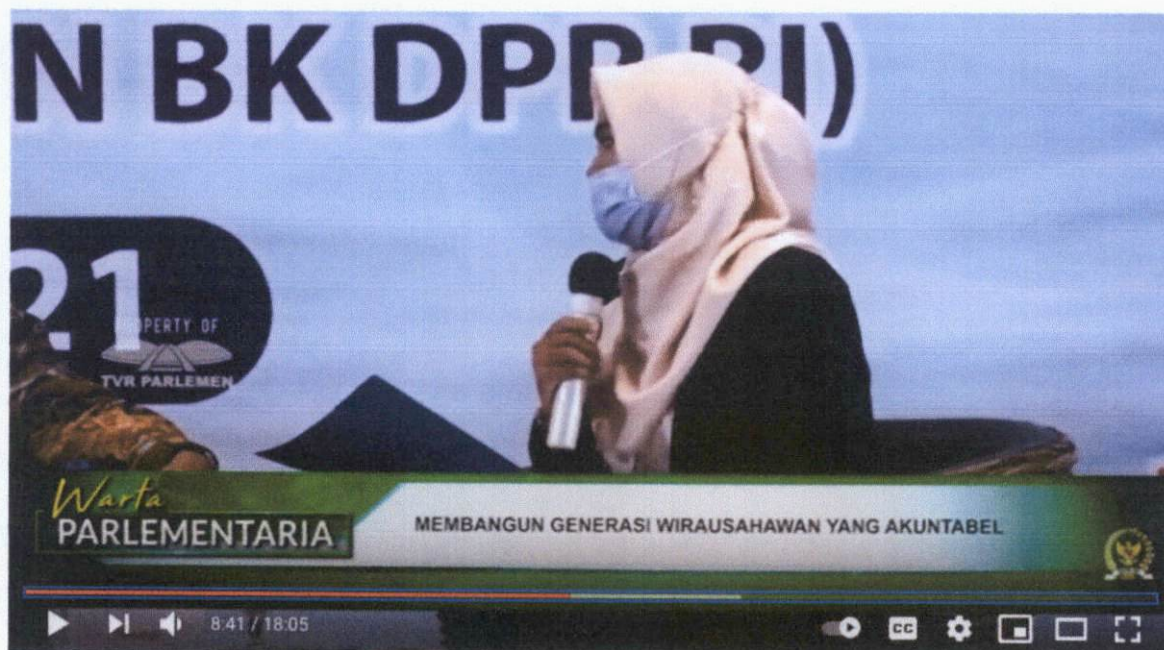 N BK DPR RI)
21
PROPERTY OF
TVR PARLEMEN
Warta
PARLEMENTARIA
MEMBANGUN GENERASI WIRAUSAHAWAN YANG AKUNTABEL
8:41 / 18:05
CC